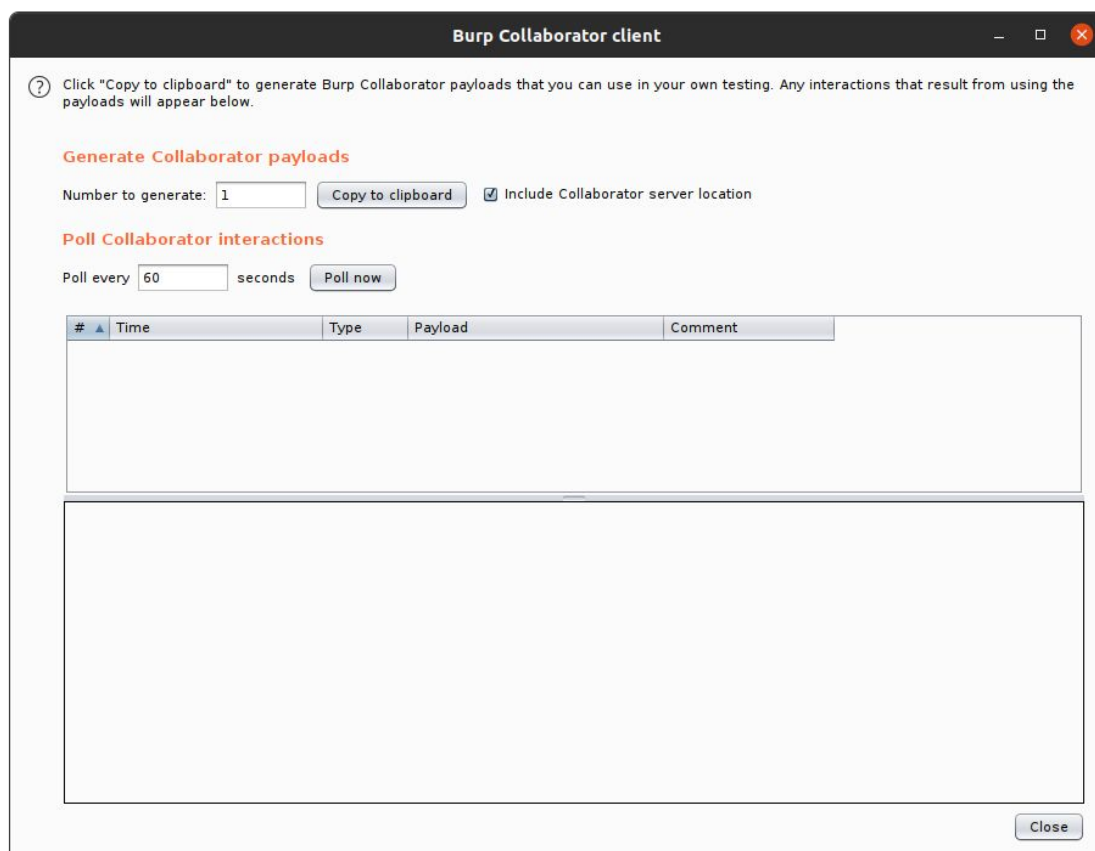 Burp Collaborator client
Click "Copy to clipboard" to generate Burp Collaborator payloads that you can use in your own testing. Any interactions that result from using the
payloads will appear below.
Generate Collaborator payloads
Number to generate: 1 Copy to clipboard Include Collaborator server location
Poll Collaborator interactions
Poll every 60 seconds Poll now
# Time Type Payload Comment
Close